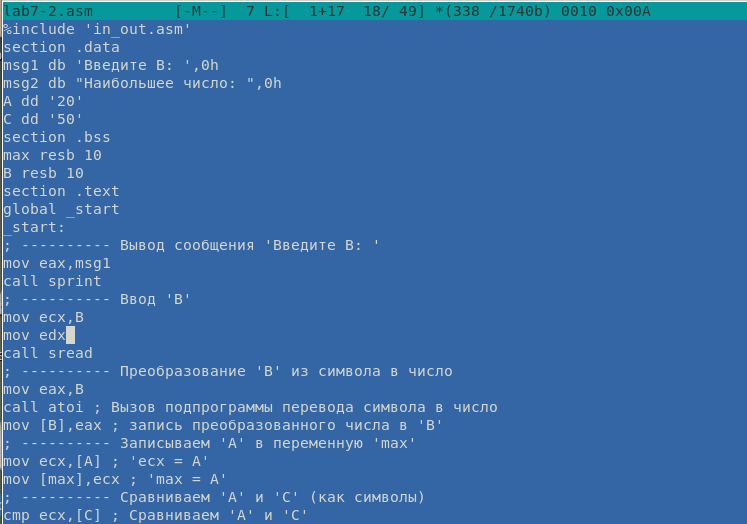 lab7-2.asm [-M--] 7 L:[ 1+17 18/ 49] *(338 /1740b) 0010 0x00A
%include 'in_out.asm'
section .data
msg1 db 'Введите B: ',0h
msg2 db "Наибольшее число: ",0h
A dd '20'
C dd '50'
section .bss
max resb 10
B resb 10
section .text
global _start
_start:
; ---------- Вывод сообщения 'Введите B: '
mov eax,msg1
call sprint
; ---------- Ввод 'B'
mov ecx,B
mov edx
call sread
; ---------- Преобразование 'B' из символа в число
mov eax,B
call atoi ; Вызов подпрограммы перевода символа в число
mov [B],eax ; запись преобразованного числа в 'B'
; ---------- Записываем 'A' в переменную 'max'
mov ecx,[A] ; 'ecx = A'
mov [max],ecx ; 'max = A'
; ---------- Сравниваем 'A' и 'С' (как символы)
cmp ecx,[C] ; Сравниваем 'A' и 'С'